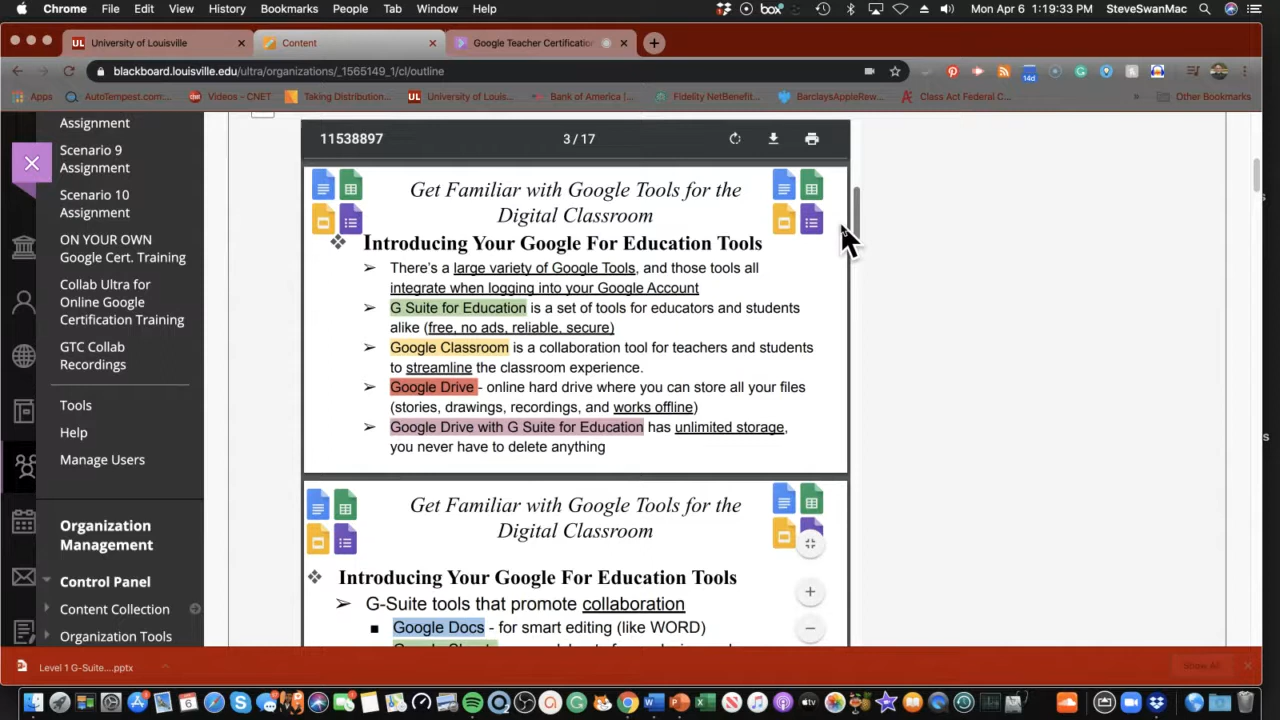 Chrome File Edit View History Bookmarks People Tab Window Help box Mon Apr 6 1:19:33 PM SteveSwanMac
UL University of Louisville × Content × Google Teacher Certification × +
blackboard.louisville.edu/ultra/organizations/_1565149_1/cl/outline 14d
Apps AutoTempest.com:... Videos - CNET Taking Distribution... UL University of Louis... Bank of America |... Fidelity NetBenefit... BarclaysAppleRew... Class Act Federal C... » Other Bookmarks
Assignment
Scenario 9
Assignment
Scenario 10
Assignment
ON YOUR OWN
Google Cert. Training
Collab Ultra for
Online Google
Certification Training
GTC Collab
Recordings
Tools
Help
Manage Users
Organization
Management
Control Panel
Content Collection
Organization Tools
11538897 3 / 17
Get Familiar with Google Tools for the
Digital Classroom
❖ Introducing Your Google For Education Tools
➢ There's a large variety of Google Tools, and those tools all
integrate when logging into your Google Account
➢ G Suite for Education is a set of tools for educators and students
alike (free, no ads, reliable, secure)
➢ Google Classroom is a collaboration tool for teachers and students
to streamline the classroom experience.
➢ Google Drive - online hard drive where you can store all your files
(stories, drawings, recordings, and works offline)
➢ Google Drive with G Suite for Education has unlimited storage,
you never have to delete anything
Get Familiar with Google Tools for the
Digital Classroom
❖ Introducing Your Google For Education Tools
➢ G-Suite tools that promote collaboration
■ Google Docs - for smart editing (like WORD)
Level 1 G-Suite....pptx
Show All